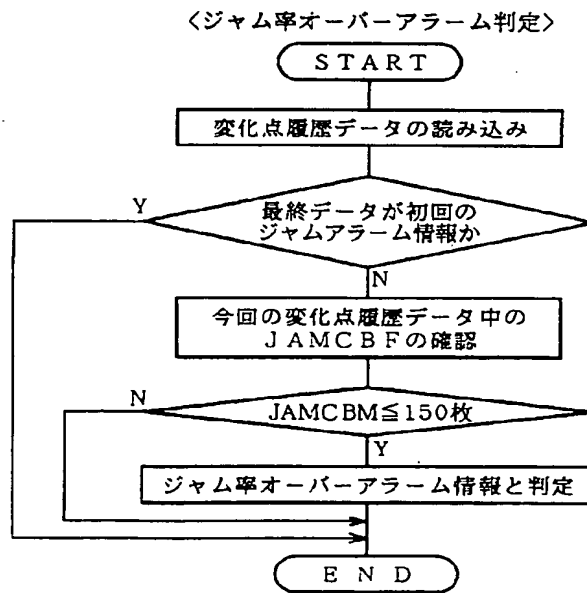 〈ジャム率オーバーアラーム判定〉
START
変化点履歴データの読み込み
Y
最終データが初回の
ジャムアラーム情報か
N
今回の変化点履歴データ中の
JAMCBFの確認
N
JAMCBM≦150枚
Y
ジャム率オーバーアラーム情報と判定
END